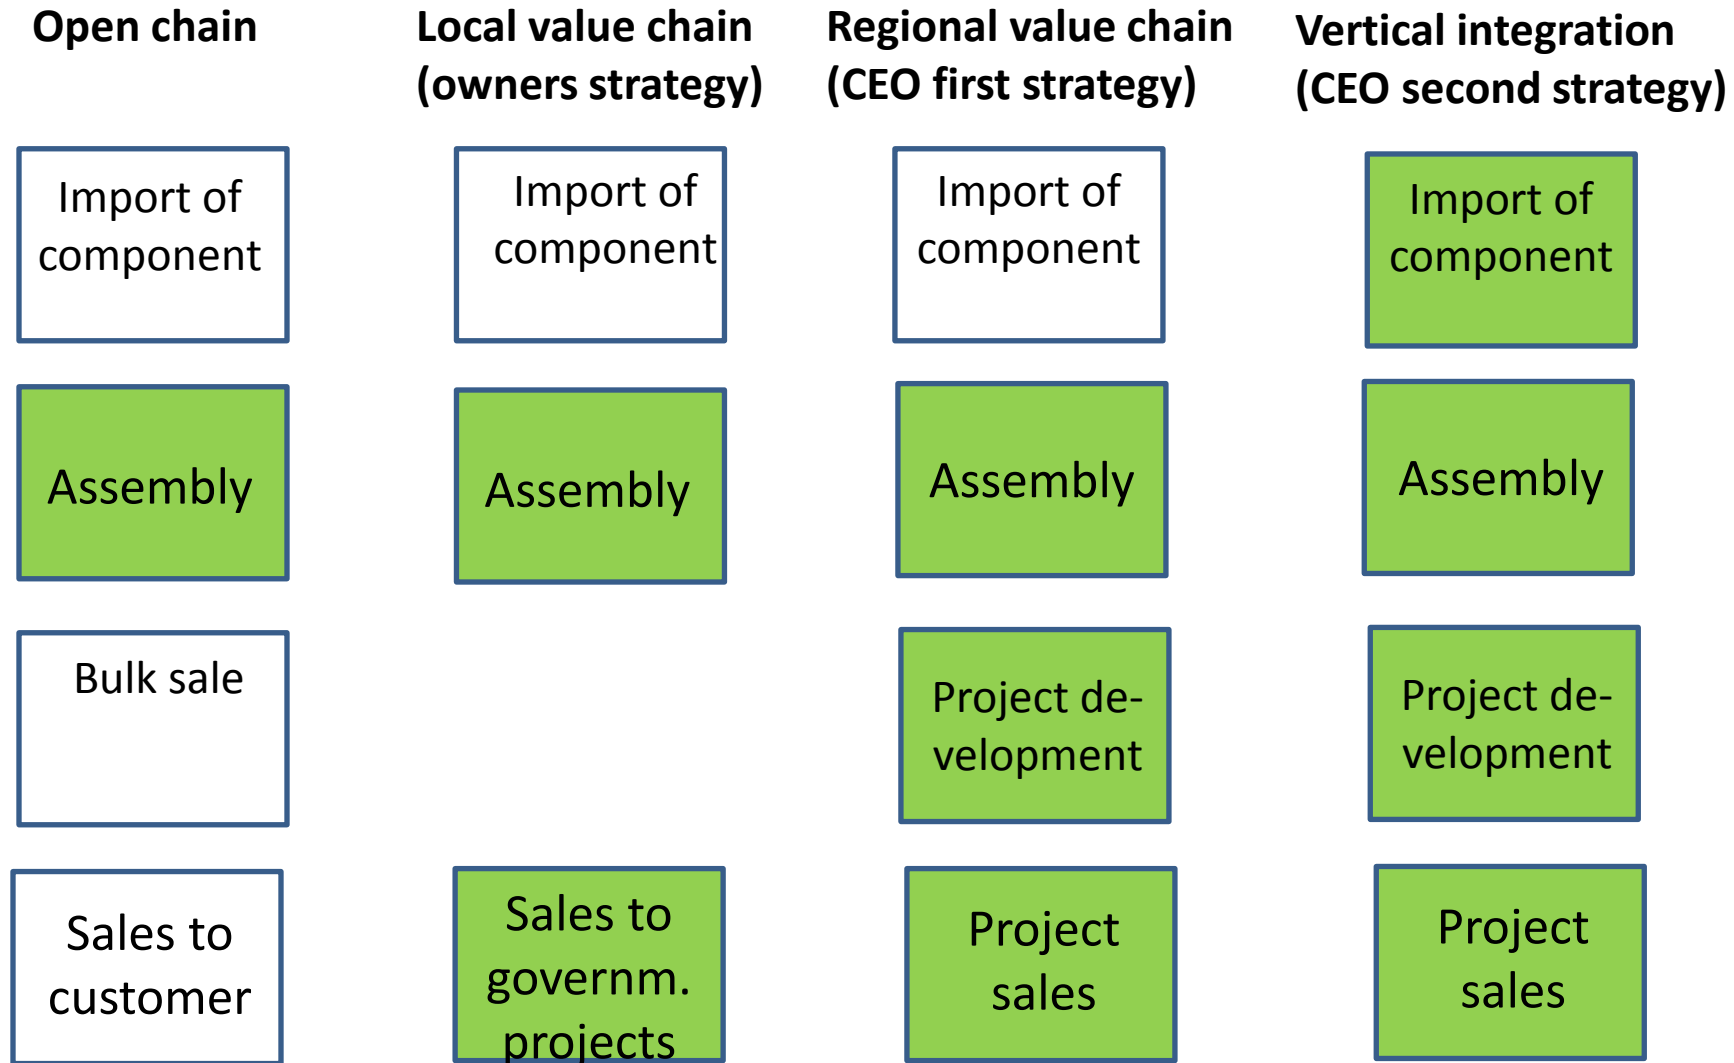 Open chain
Local value chain
(owners strategy)
Regional value chain
(CEO first strategy)
Vertical integration
(CEO second strategy)
Import of
component
Import of
component
Import of
component
Import of
component
Assembly
Assembly
Assembly
Assembly
Bulk sale
Project de-
velopment
Project de-
velopment
Sales to
customer
Sales to
governm.
projects
Project
sales
Project
sales